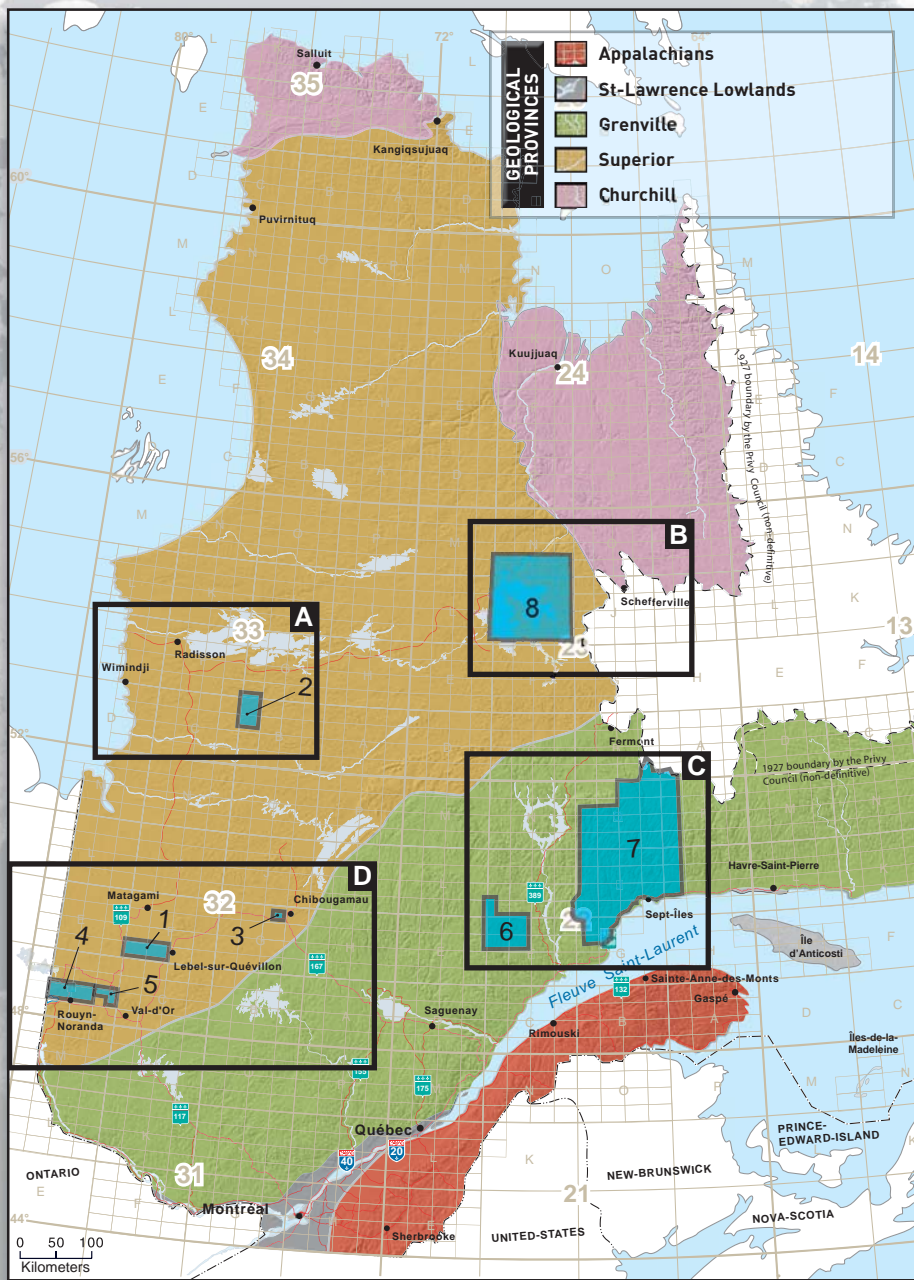 GEOLOGICAL
PROVINCES
Appalachians
St-Lawrence Lowlands
Grenville
Superior
Churchill
80°
72°
64°
60°
56°
52°
48°
44°
Salluit
35
Kangiqsujuaq
Puvirnituq
34
Kuujjuaq
24
14
1927 boundary by the Privy
Council (non-definitive)
B
8
Schefferville
23
13
A
33
Radisson
Wimindji
2
Fermont
1927 boundary by the Privy
Council (non-definitive)
C
7
389
6
22
Havre-Saint-Pierre
Sept-Îles
Île
d'Anticosti
D
Matagami
109
32
Chibougamau
3
1
4
5
Lebel-sur-Quévillon
167
Rouyn-
Noranda
Val-d'Or
Fleuve Saint-Laurent
132
Sainte-Anne-des-Monts
Gaspé
Saguenay
Rimouski
Îles-de-la-
Madeleine
155
175
117
Québec
40
20
PRINCE-
EDWARD-ISLAND
NEW-BRUNSWICK
ONTARIO
31
Montréal
21
NOVA-SCOTIA
UNITED-STATES
Sherbrooke
0 50 100
Kilometers